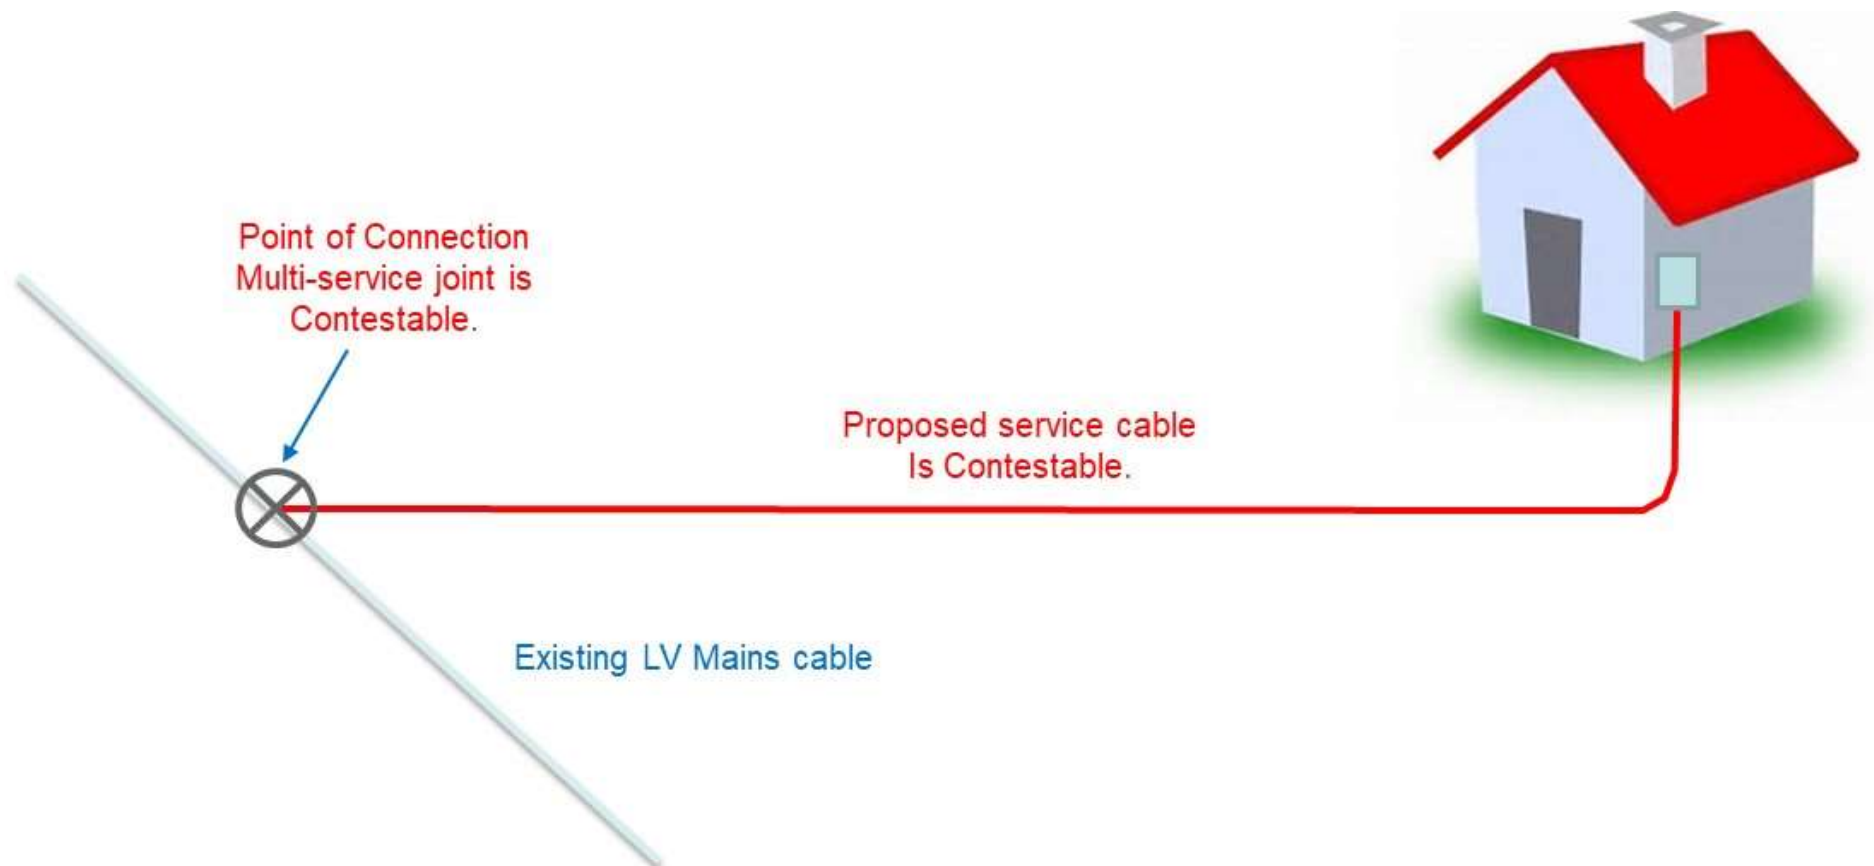 Point of Connection
Multi-service joint is
Contestable.
Proposed service cable
Is Contestable.
Existing LV Mains cable